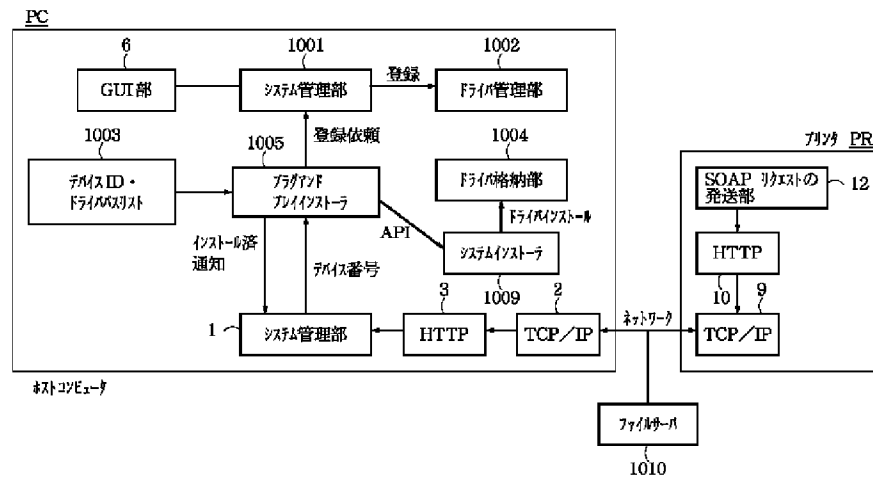 PC
6
1001
1002
GUI部
システム管理部
登録
ドライバ管理部
登録依頼
1003
1005
1004
プリンタ PR
デバイスID・
ドライバパスリスト
プラグアンド
プレイインストーラ
ドライバ格納部
SOAP リクエストの
発送部
12
ドライバインストール
API
インストール済
通知
デバイス番号
システムインストーラ
1009
HTTP
10
9
1
システム管理部
3
HTTP
2
TCP/IP
ネットワーク
TCP/IP
ホストコンピュータ
ファイルサーバ
1010